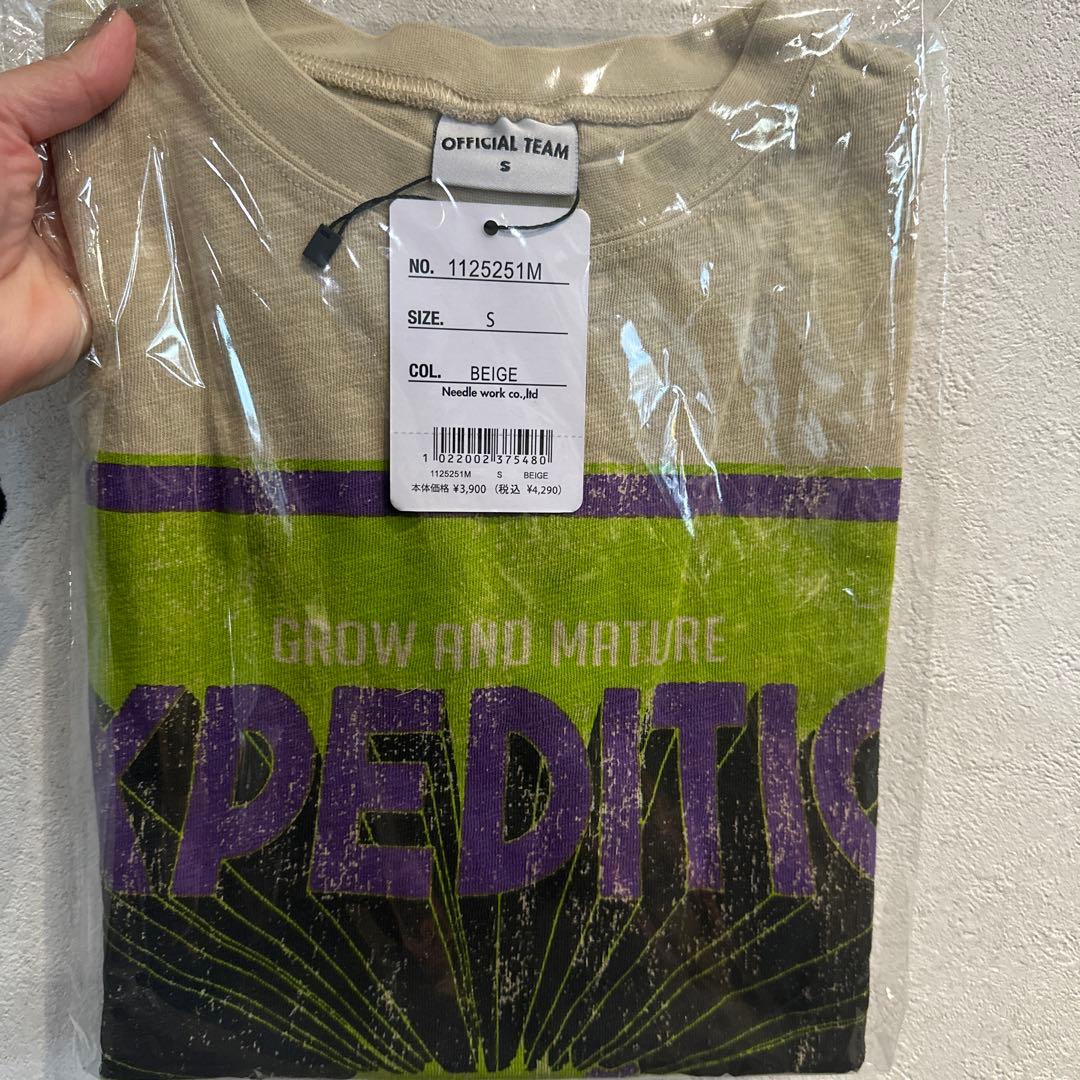 OFFICIAL TEAM
S
NO. 1125251M
SIZE. S
COL. BEIGE
Needle work co.,ltd
1 022002 375480
1125251M S BEIGE
本体価格 ¥3,900 (税込 ¥4,290)
GROW AND MATURE
XPEDITIO